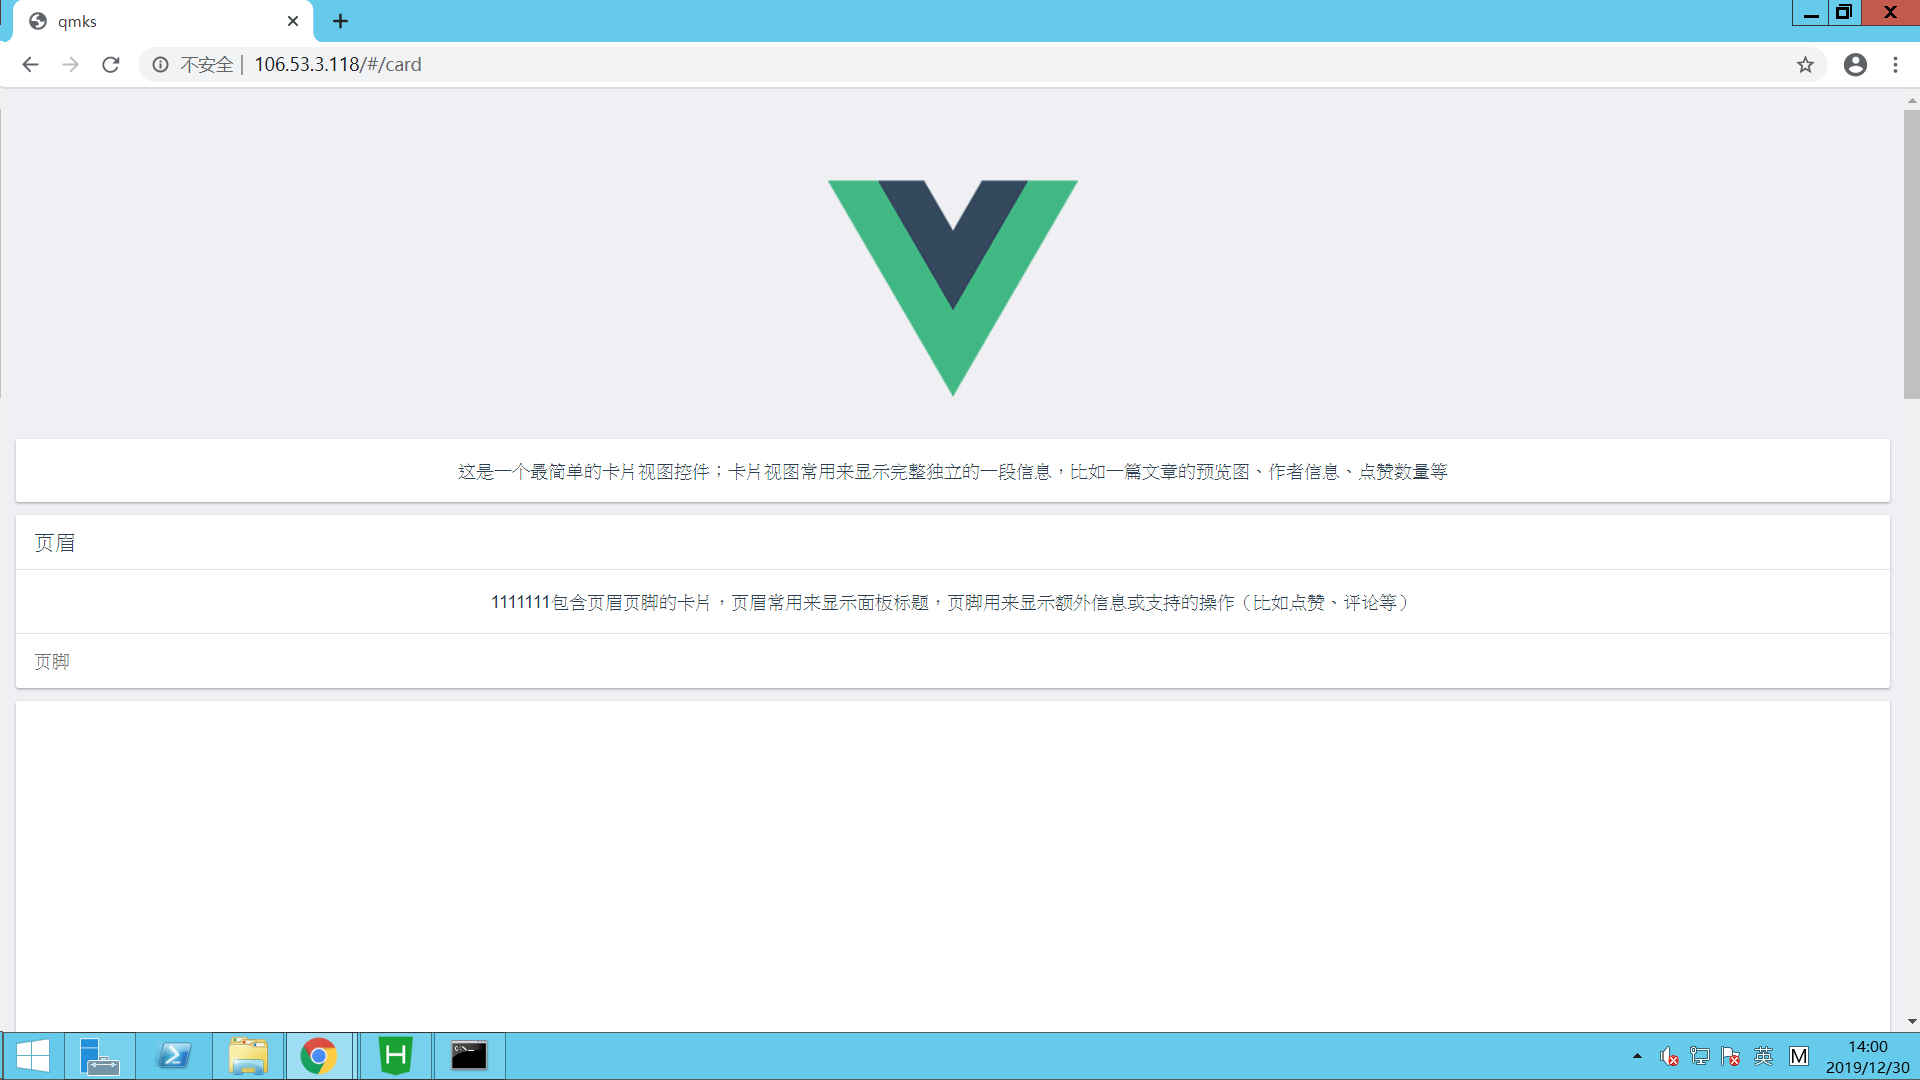 qmks
不安全 | 106.53.3.118/#/card
这是一个最简单的卡片视图控件；卡片视图常用来显示完整独立的一段信息，比如一篇文章的预览图、作者信息、点赞数量等
页眉
1111111包含页眉页脚的卡片，页眉常用来显示面板标题，页脚用来显示额外信息或支持的操作（比如点赞、评论等）
页脚
英
M
14:00
2019/12/30